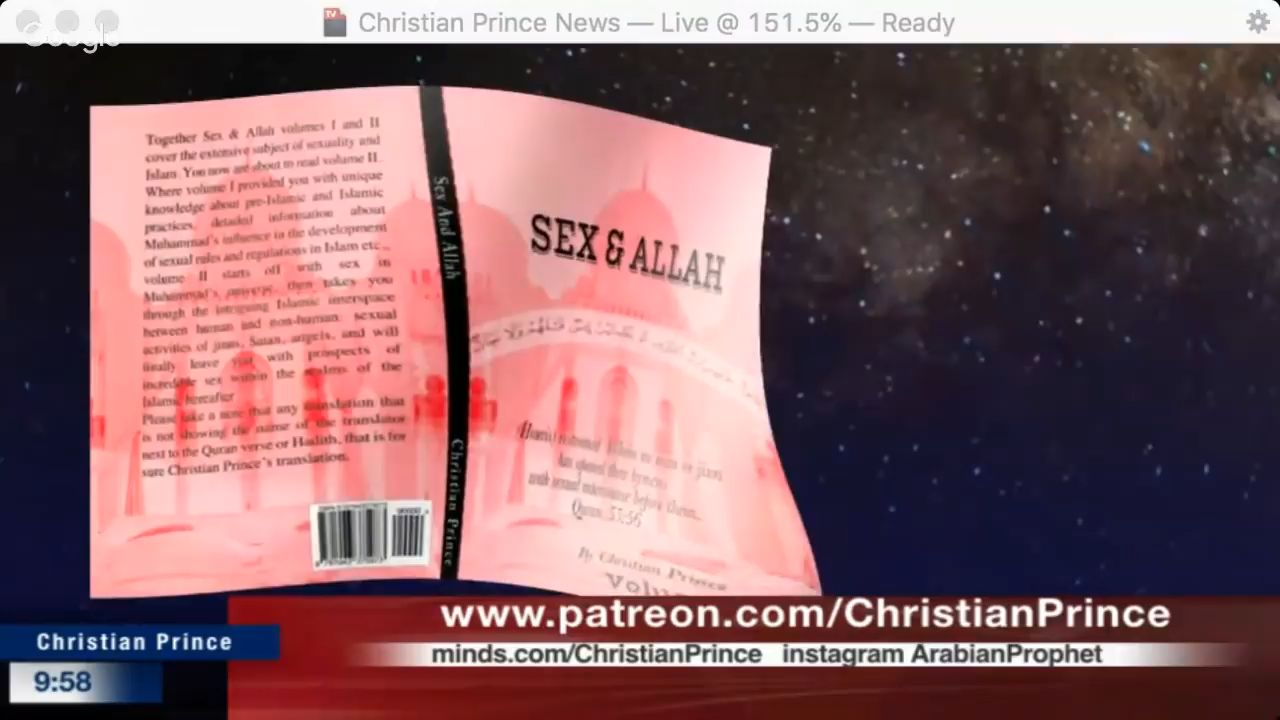 Christian Prince News — Live @ 151.5% — Ready
Google
Together Sex & Allah volumes I and II
cover the extensive subject of sexuality and
Islam. You now are about to read volume II.
Where volume I provided you with unique
knowledge about pre-Islamic and Islamic
practices, detailed information about
Muhammad's influence in the development
of sexual rules and regulations in Islam etc.,
volume II starts off with sex in
Muhammad's universe, then takes you
through the intriguing Islamic interspace
between human and non-human: sexual
activities of jinns, Satan, angels, and will
finally leave you with prospects of
incredible sex within the realms of the
Islamic hereafter
Please take a note that any translation that
is not showing the name of the translator
next to the Quran verse or Hadith, that is for
sure Christian Prince's translation.
Sex And Allah
Christian Prince
SEX & ALLAH
has opened their hymens
with sexual intercourse before them...
Quran 55:56
By Christian Prince
www.patreon.com/ChristianPrince
minds.com/ChristianPrince instagram ArabianProphet
Christian Prince
9:58